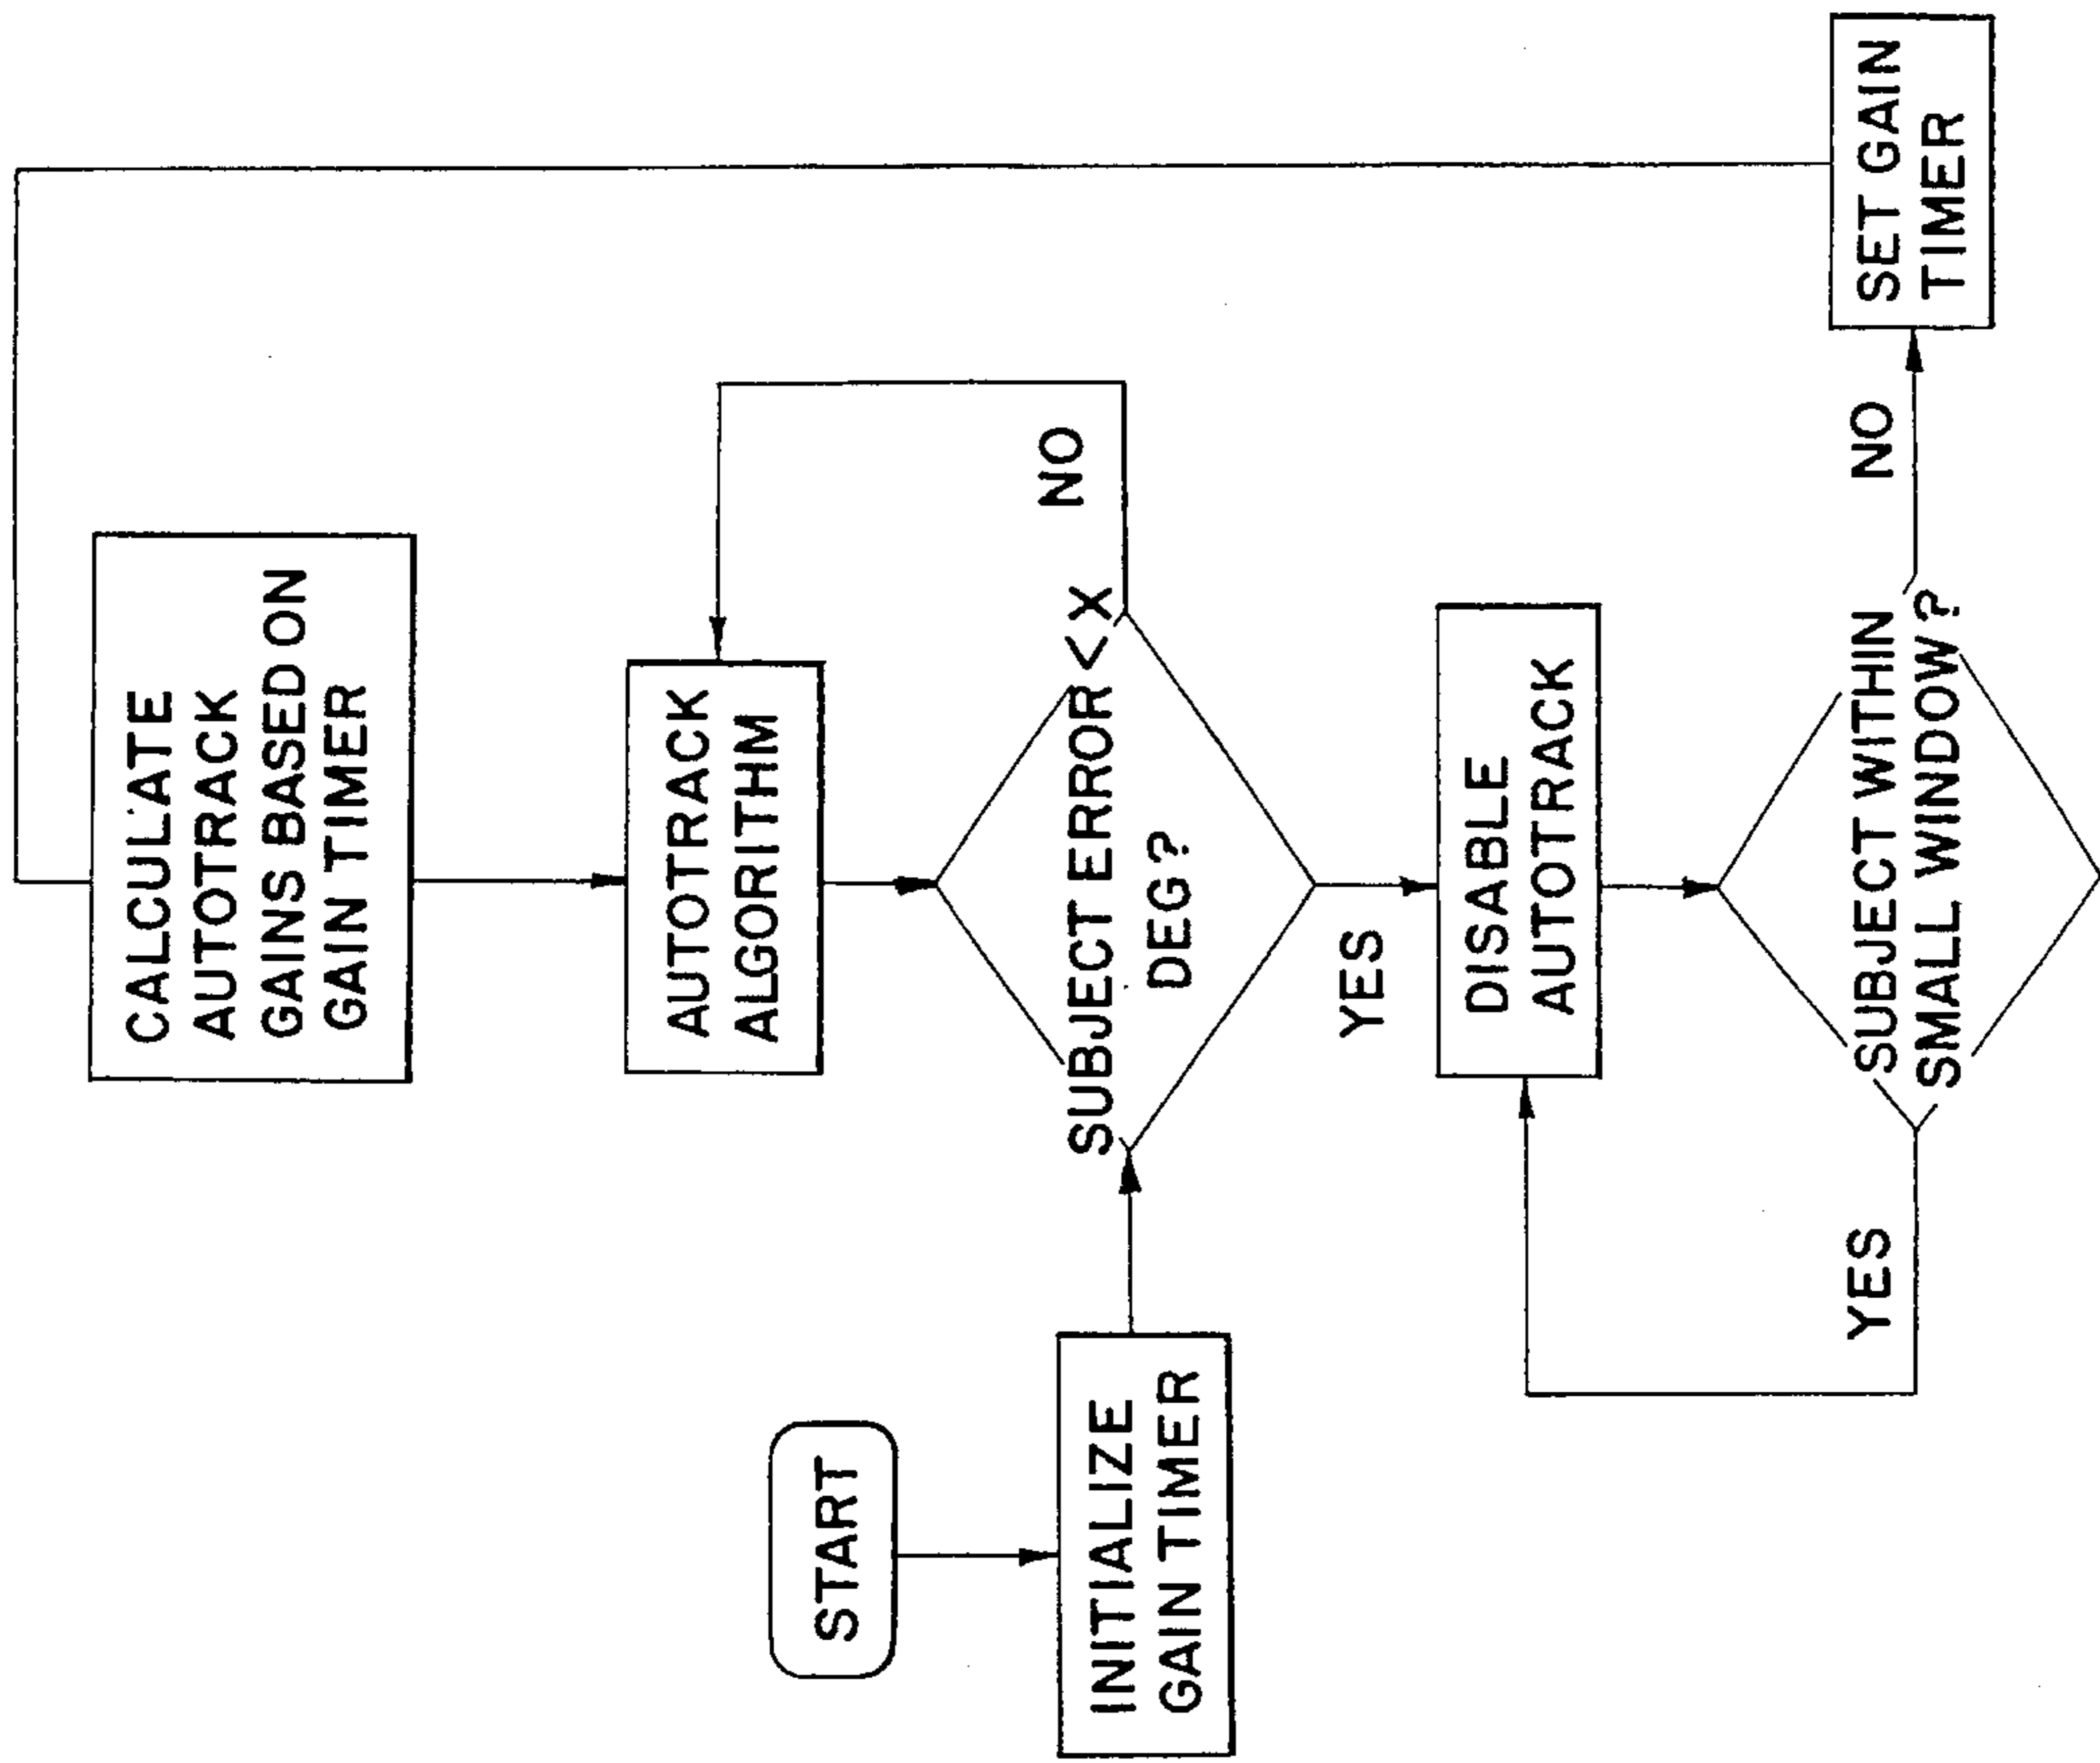 CALCULATE
AUTOTRACK
GAINS BASED ON
GAIN TIMER
AUTOTRACK
ALGORITHM
START
INITIALIZE
GAIN TIMER
SUBJECT ERROR < X
DEG?
NO
YES
DISABLE
AUTOTRACK
YES
SUBJECT WITHIN
SMALL WINDOW?
NO
SET GAIN
TIMER